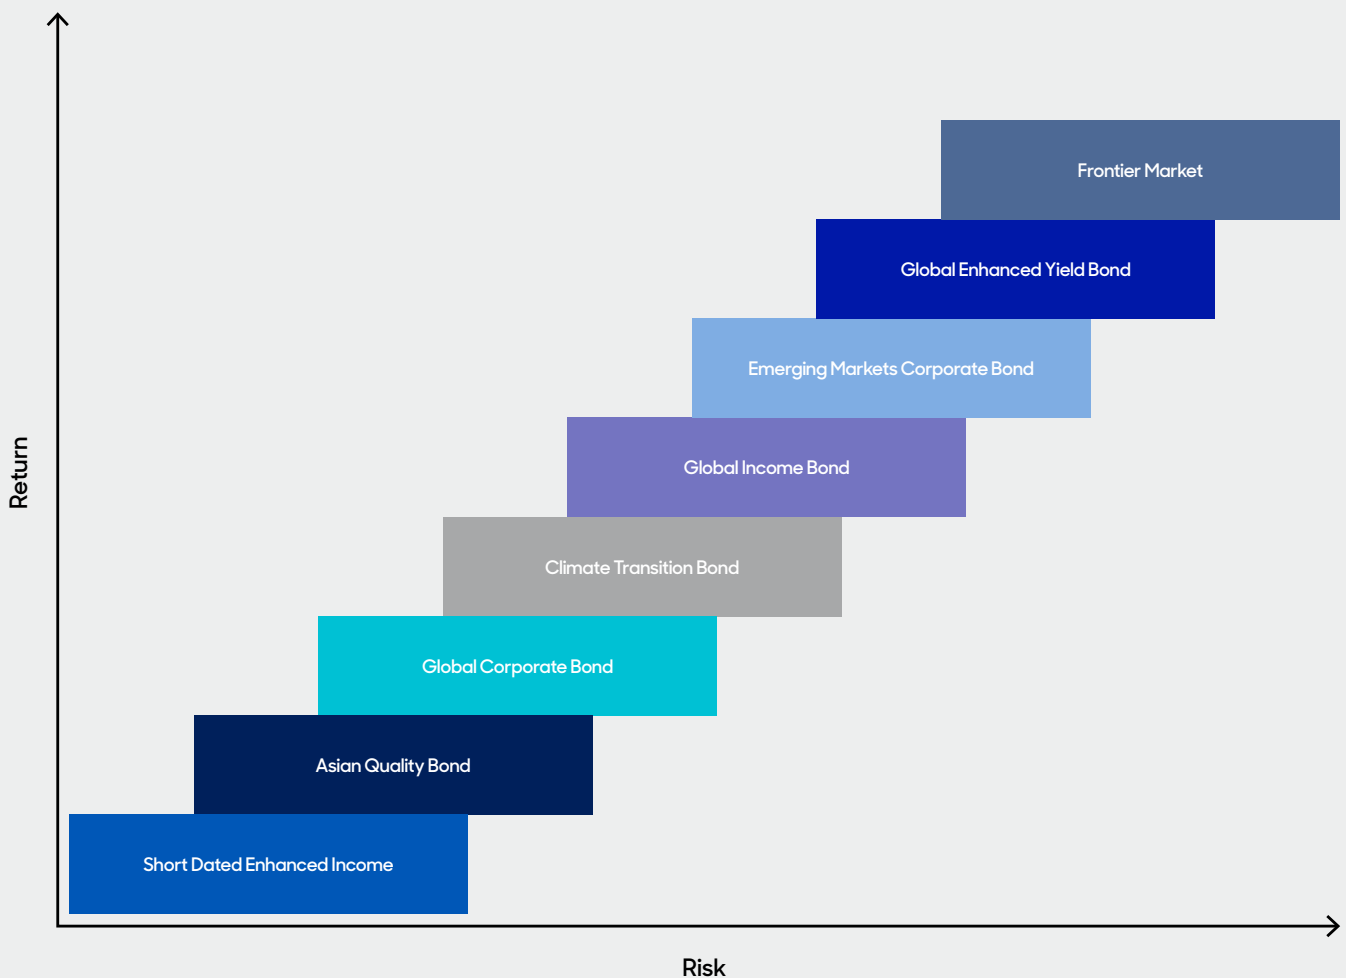 Frontier Market
Global Enhanced Yield Bond
Emerging Markets Corporate Bond
Global Income Bond
Climate Transition Bond
Global Corporate Bond
Asian Quality Bond
Short Dated Enhanced Income
Return
Risk